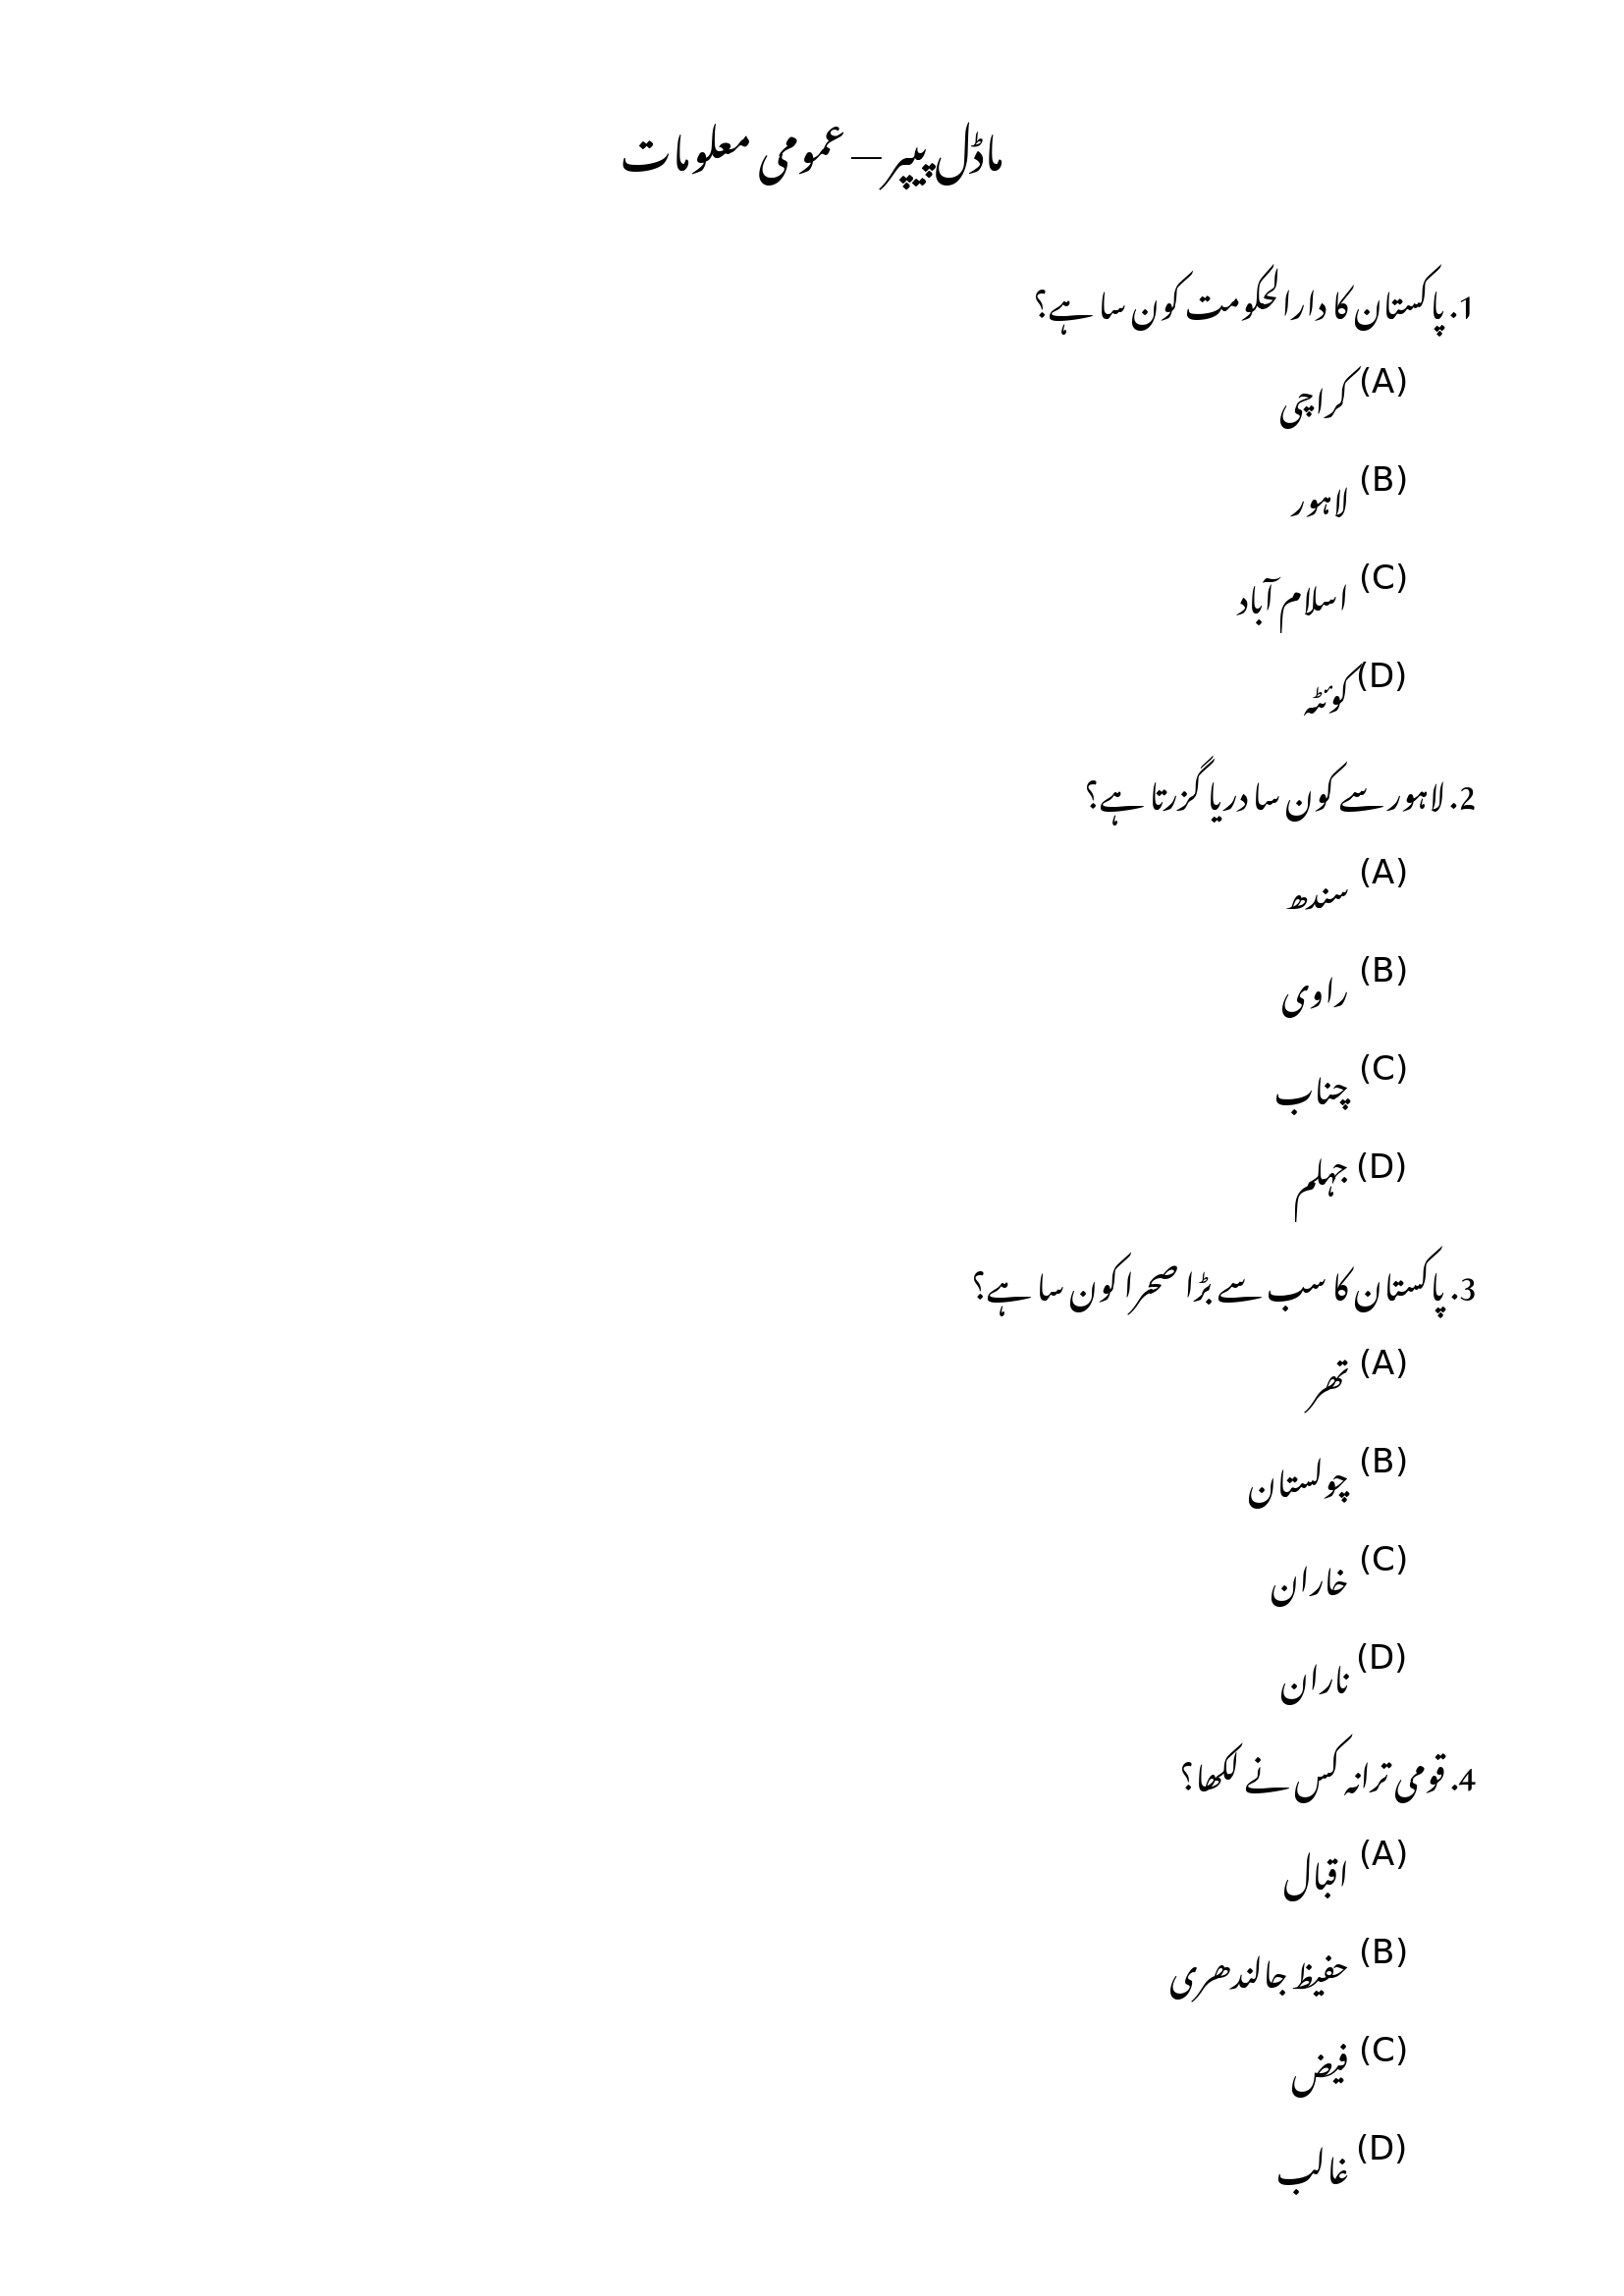 ماڈل پیپر – عمومی معلومات
1. پاکستان کا دارالحکومت کون سا ہے؟
(A) کراچی
(B) لاہور
(C) اسلام آباد
(D) کوئٹہ
2. لاہور سے کون سا دریا گزرتا ہے؟
(A) سندھ
(B) راوی
(C) چناب
(D) جہلم
3. پاکستان کا سب سے بڑا صحرا کون سا ہے؟
(A) تھر
(B) چولستان
(C) خاران
(D) ناران
4. قومی ترانہ کس نے لکھا؟
(A) اقبال
(B) حفیظ جالندھری
(C) فیض
(D) غالب